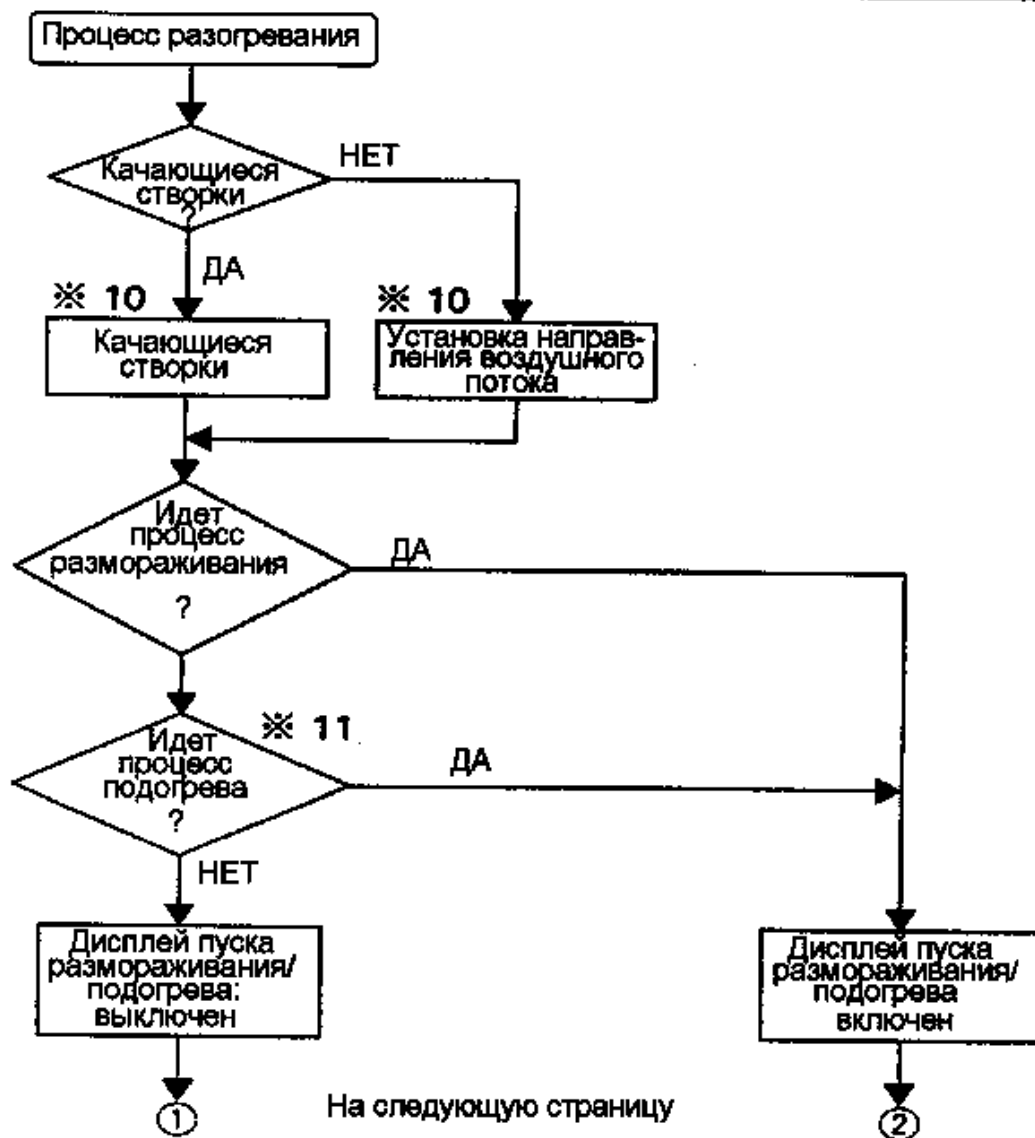 Процесс разогревания
Качающиеся
створки
?
НЕТ
ДА
※ 10
※ 10
Качающиеся
створки
Установка направ-
ления воздушного
потока
Идет
процесс
размораживания
?
ДА
※ 11
Идет
процесс
подогрева
?
ДА
НЕТ
Дисплей пуска
размораживания/
подогрева:
выключен
Дисплей пуска
размораживания/
подогрева
включен
1
На следующую страницу
2